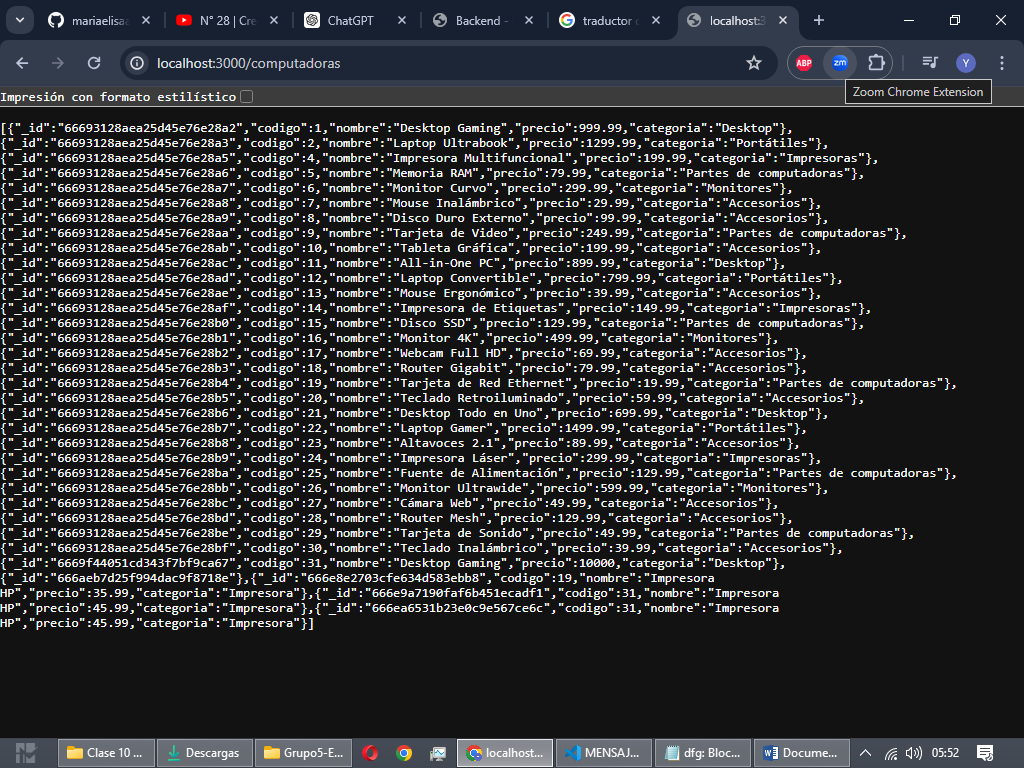 mariaelisaa
N° 28 | Cre
ChatGPT
Backend -
traductor
localhost:3
localhost:3000/computadoras
ABP
zm
Y
Zoom Chrome Extension
Impresión con formato estilístico
[{"_id":"66693128aea25d45e76e28a2","codigo":1,"nombre":"Desktop Gaming","precio":999.99,"categoria":"Desktop"},
{"_id":"66693128aea25d45e76e28a3","codigo":2,"nombre":"Laptop Ultrabook","precio":1299.99,"categoria":"Portátiles"},
{"_id":"66693128aea25d45e76e28a5","codigo":4,"nombre":"Impresora Multifuncional","precio":199.99,"categoria":"Impresoras"},
{"_id":"66693128aea25d45e76e28a6","codigo":5,"nombre":"Memoria RAM","precio":79.99,"categoria":"Partes de computadoras"},
{"_id":"66693128aea25d45e76e28a7","codigo":6,"nombre":"Monitor Curvo","precio":299.99,"categoria":"Monitores"},
{"_id":"66693128aea25d45e76e28a8","codigo":7,"nombre":"Mouse Inalámbrico","precio":29.99,"categoria":"Accesorios"},
{"_id":"66693128aea25d45e76e28a9","codigo":8,"nombre":"Disco Duro Externo","precio":99.99,"categoria":"Accesorios"},
{"_id":"66693128aea25d45e76e28aa","codigo":9,"nombre":"Tarjeta de Video","precio":249.99,"categoria":"Partes de computadoras"},
{"_id":"66693128aea25d45e76e28ab","codigo":10,"nombre":"Tableta Gráfica","precio":199.99,"categoria":"Accesorios"},
{"_id":"66693128aea25d45e76e28ac","codigo":11,"nombre":"All-in-One PC","precio":899.99,"categoria":"Desktop"},
{"_id":"66693128aea25d45e76e28ad","codigo":12,"nombre":"Laptop Convertible","precio":799.99,"categoria":"Portátiles"},
{"_id":"66693128aea25d45e76e28ae","codigo":13,"nombre":"Mouse Ergonómico","precio":39.99,"categoria":"Accesorios"},
{"_id":"66693128aea25d45e76e28af","codigo":14,"nombre":"Impresora de Etiquetas","precio":149.99,"categoria":"Impresoras"},
{"_id":"66693128aea25d45e76e28b0","codigo":15,"nombre":"Disco SSD","precio":129.99,"categoria":"Partes de computadoras"},
{"_id":"66693128aea25d45e76e28b1","codigo":16,"nombre":"Monitor 4K","precio":499.99,"categoria":"Monitores"},
{"_id":"66693128aea25d45e76e28b2","codigo":17,"nombre":"Webcam Full HD","precio":69.99,"categoria":"Accesorios"},
{"_id":"66693128aea25d45e76e28b3","codigo":18,"nombre":"Router Gigabit","precio":79.99,"categoria":"Accesorios"},
{"_id":"66693128aea25d45e76e28b4","codigo":19,"nombre":"Tarjeta de Red Ethernet","precio":19.99,"categoria":"Partes de computadoras"},
{"_id":"66693128aea25d45e76e28b5","codigo":20,"nombre":"Teclado Retroiluminado","precio":59.99,"categoria":"Accesorios"},
{"_id":"66693128aea25d45e76e28b6","codigo":21,"nombre":"Desktop Todo en Uno","precio":699.99,"categoria":"Desktop"},
{"_id":"66693128aea25d45e76e28b7","codigo":22,"nombre":"Laptop Gamer","precio":1499.99,"categoria":"Portátiles"},
{"_id":"66693128aea25d45e76e28b8","codigo":23,"nombre":"Altavoces 2.1","precio":89.99,"categoria":"Accesorios"},
{"_id":"66693128aea25d45e76e28b9","codigo":24,"nombre":"Impresora Láser","precio":299.99,"categoria":"Impresoras"},
{"_id":"66693128aea25d45e76e28ba","codigo":25,"nombre":"Fuente de Alimentación","precio":129.99,"categoria":"Partes de computadoras"},
{"_id":"66693128aea25d45e76e28bb","codigo":26,"nombre":"Monitor Ultrawide","precio":599.99,"categoria":"Monitores"},
{"_id":"66693128aea25d45e76e28bc","codigo":27,"nombre":"Cámara Web","precio":49.99,"categoria":"Accesorios"},
{"_id":"66693128aea25d45e76e28bd","codigo":28,"nombre":"Router Mesh","precio":129.99,"categoria":"Accesorios"},
{"_id":"66693128aea25d45e76e28be","codigo":29,"nombre":"Tarjeta de Sonido","precio":49.99,"categoria":"Partes de computadoras"},
{"_id":"66693128aea25d45e76e28bf","codigo":30,"nombre":"Teclado Inalámbrico","precio":39.99,"categoria":"Accesorios"},
{"_id":"6669f44051cd343f7bf9ca67","codigo":31,"nombre":"Desktop Gaming","precio":10000,"categoria":"Desktop"},
{"_id":"666aeb7d25f994dac9f8718e"},{"_id":"666e8e2703cfe634d583ebb8","codigo":19,"nombre":"Impresora
HP","precio":35.99,"categoria":"Impresora"},{"_id":"666e9a7190faf6b451ecadf1","codigo":31,"nombre":"Impresora
HP","precio":45.99,"categoria":"Impresora"},{"_id":"666ea6531b23e0c9e567ce6c","codigo":31,"nombre":"Impresora
HP","precio":45.99,"categoria":"Impresora"}]
Clase 10 ...
Descargas
Grupo5-E...
localhost...
MENSAJ...
dfg: Bloc...
Docume...
05:52